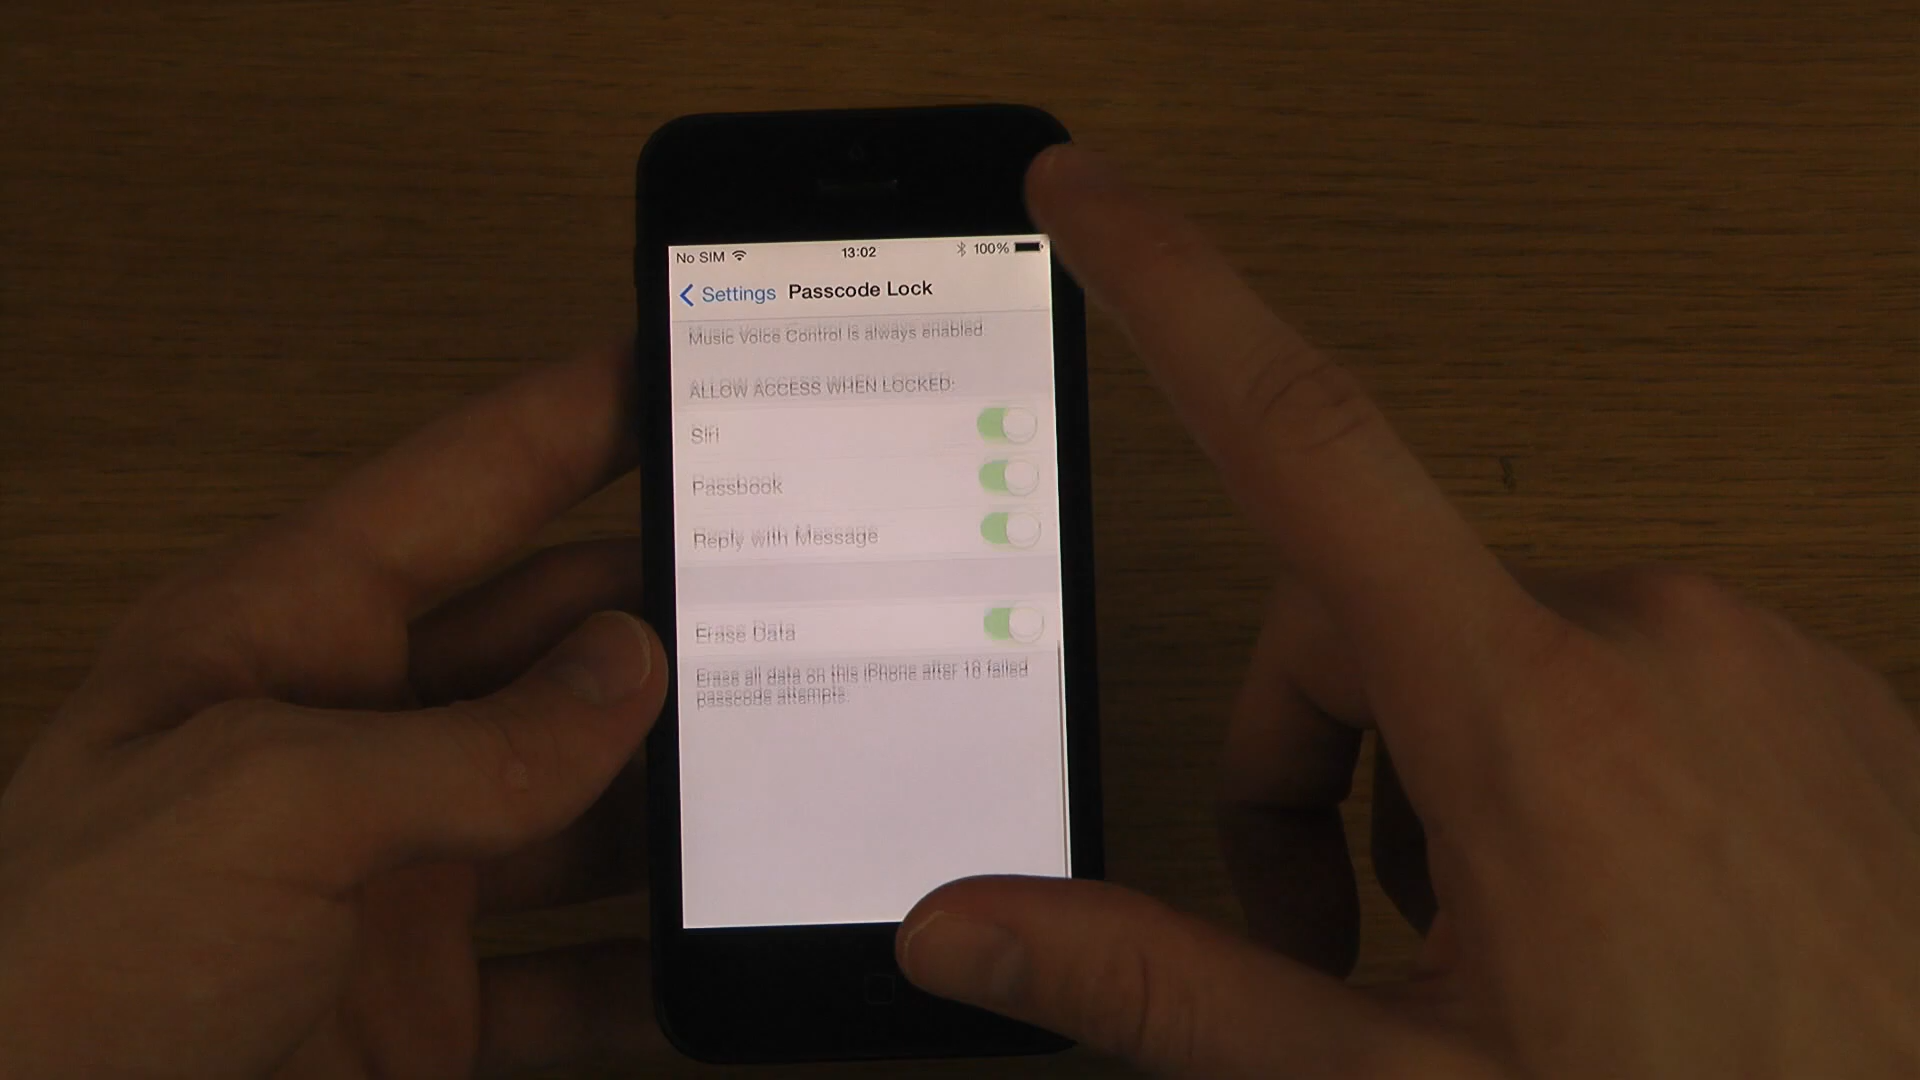 No SIM 13:02 100%
Settings Passcode Lock
Music Voice Control is always enabled.
ALLOW ACCESS WHEN LOCKED:
Siri
Passbook
Reply with Message
Erase Data
Erase all data on this iPhone after 10 failed
passcode attempts.